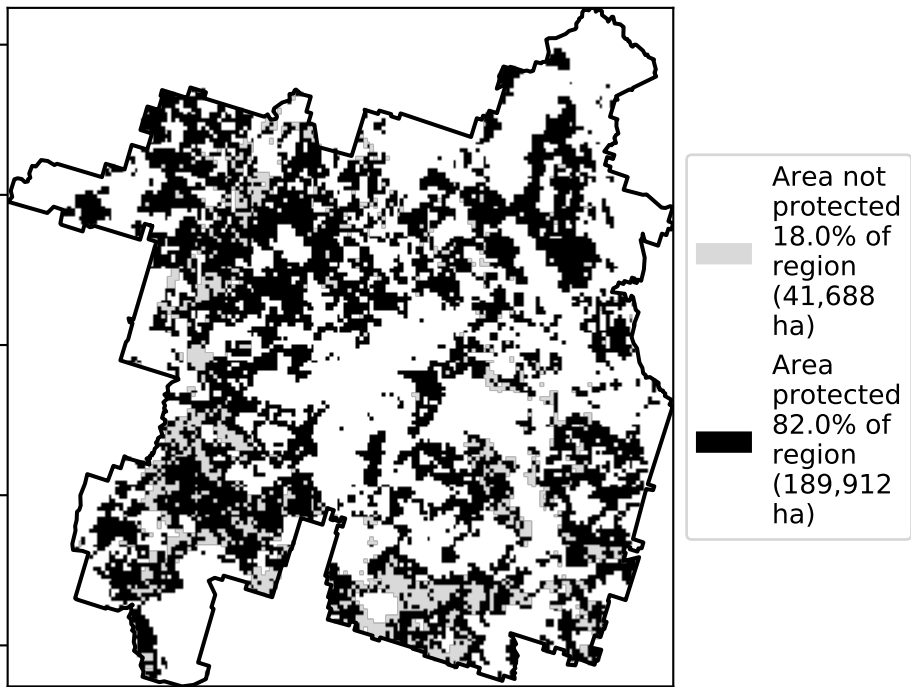 Area not
protected
18.0% of
region
(41,688
ha)
Area
protected
82.0% of
region
(189,912
ha)